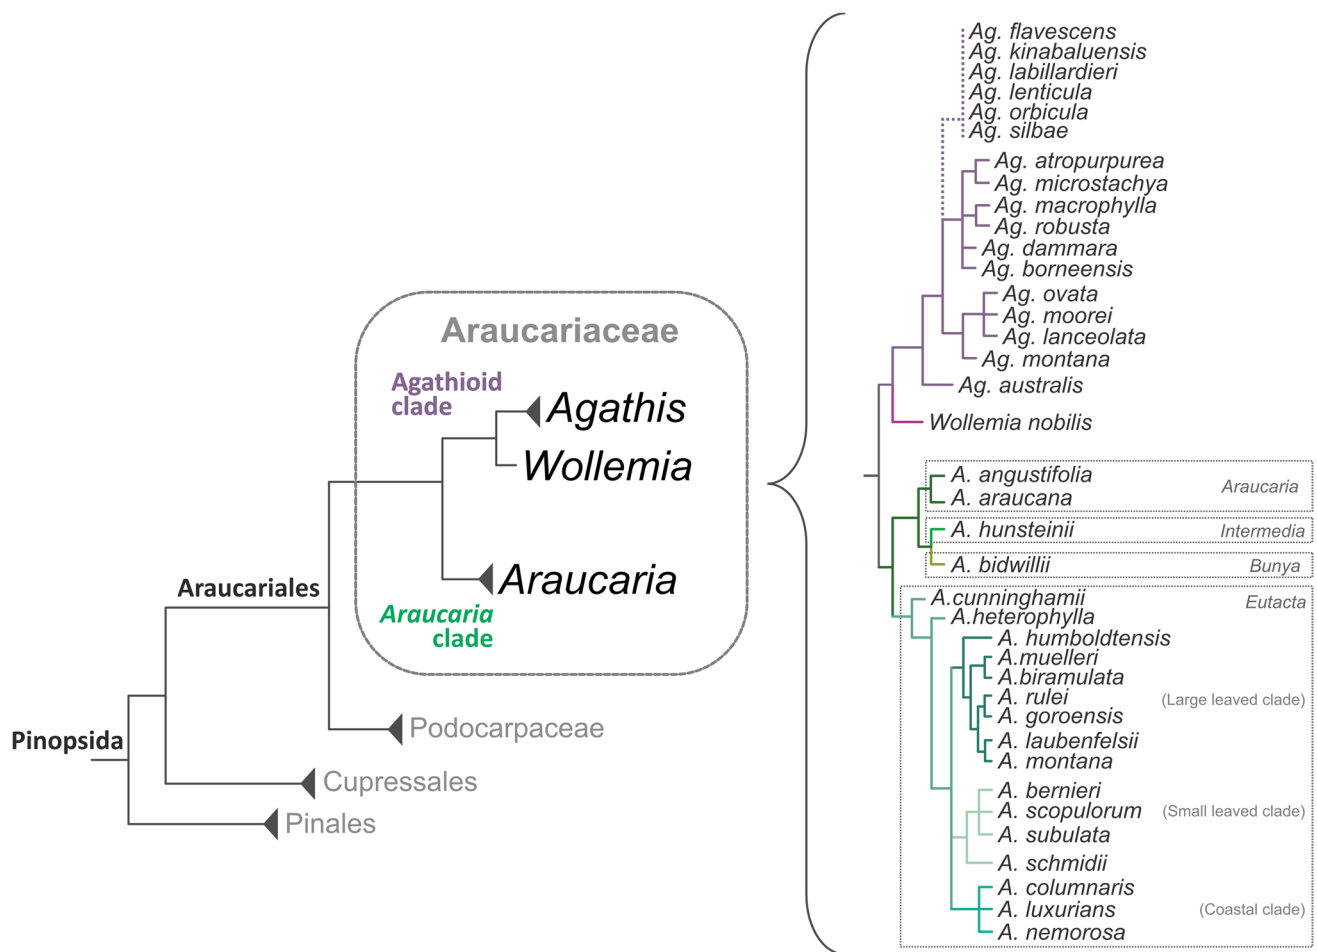 Araucariaceae
Agathioid
clade
Agathis
Wollemia
Araucaria
Araucaria
clade
Araucariales
Podocarpaceae
Pinopsida
Cupressales
Pinales
Ag. flavescens
Ag. kinabaluensis
Ag. labillardieri
Ag. lenticula
Ag. orbicula
Ag. silbae
Ag. atropurpurea
Ag. microstachya
Ag. macrophylla
Ag. robusta
Ag. dammara
Ag. borneensis
Ag. ovata
Ag. moorei
Ag. lanceolata
Ag. montana
Ag. australis
Wollemia nobilis
A. angustifolia
Araucaria
A. araucana
A. hunsteinii
Intermedia
A. bidwillii
Bunya
A.cunninghamii
Eutacta
A.heterophylla
A. humboldtensis
A.muelleri
A.biramulata
A. rulei
(Large leaved clade)
A. goroensis
A. laubenfelsii
A. montana
A. bernieri
A. scopulorum
(Small leaved clade)
A. subulata
A. schmidii
A. columnaris
A. luxurians
(Coastal clade)
A. nemorosa